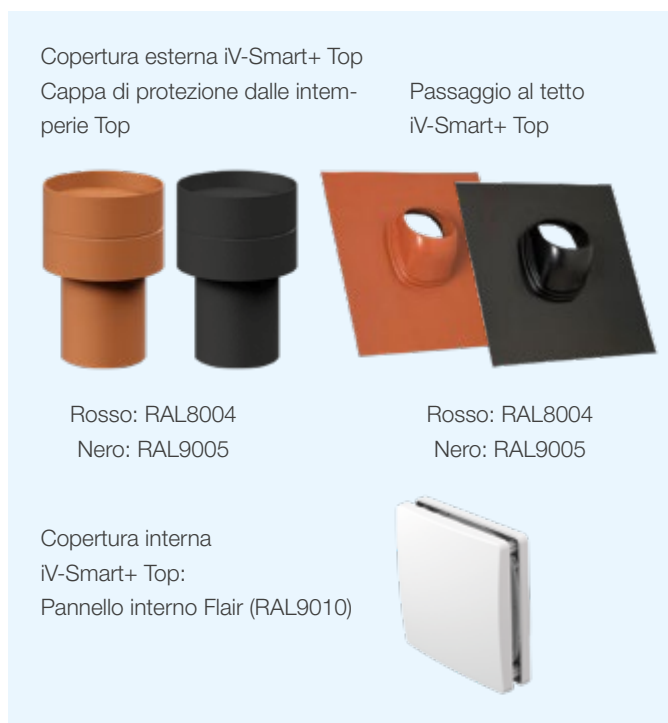 Copertura esterna iV-Smart+ Top
Cappa di protezione dalle intem-
perie Top
Passaggio al tetto
iV-Smart+ Top
Rosso: RAL8004
Nero: RAL9005
Rosso: RAL8004
Nero: RAL9005
Copertura interna
iV-Smart+ Top:
Pannello interno Flair (RAL9010)